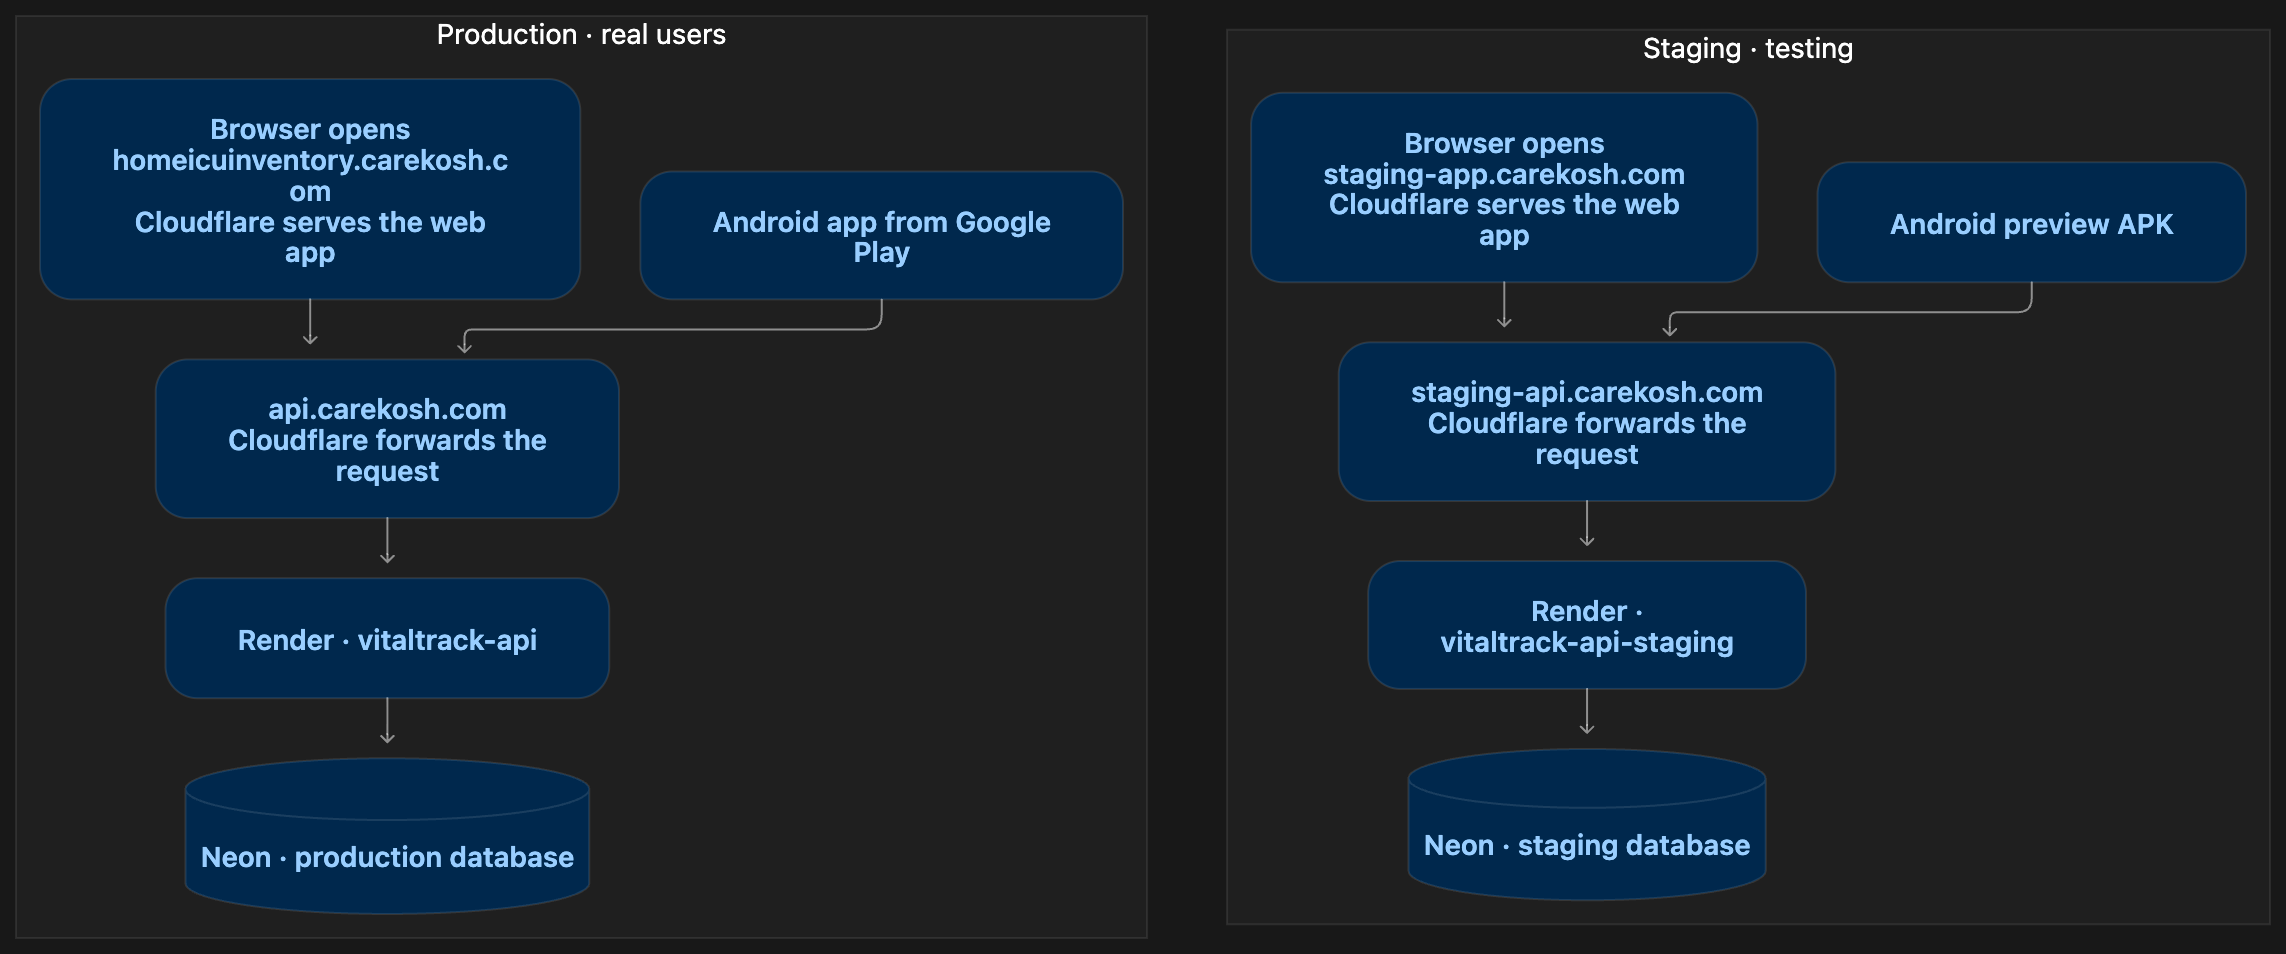 Production · real users
Browser opens
homeicuinventory.carekosh.c
om
Cloudflare serves the web
app
Android app from Google
Play
api.carekosh.com
Cloudflare forwards the
request
Render · vitaltrack-api
Neon · production database
Staging · testing
Browser opens
staging-app.carekosh.com
Cloudflare serves the web
app
Android preview APK
staging-api.carekosh.com
Cloudflare forwards the
request
Render ·
vitaltrack-api-staging
Neon · staging database